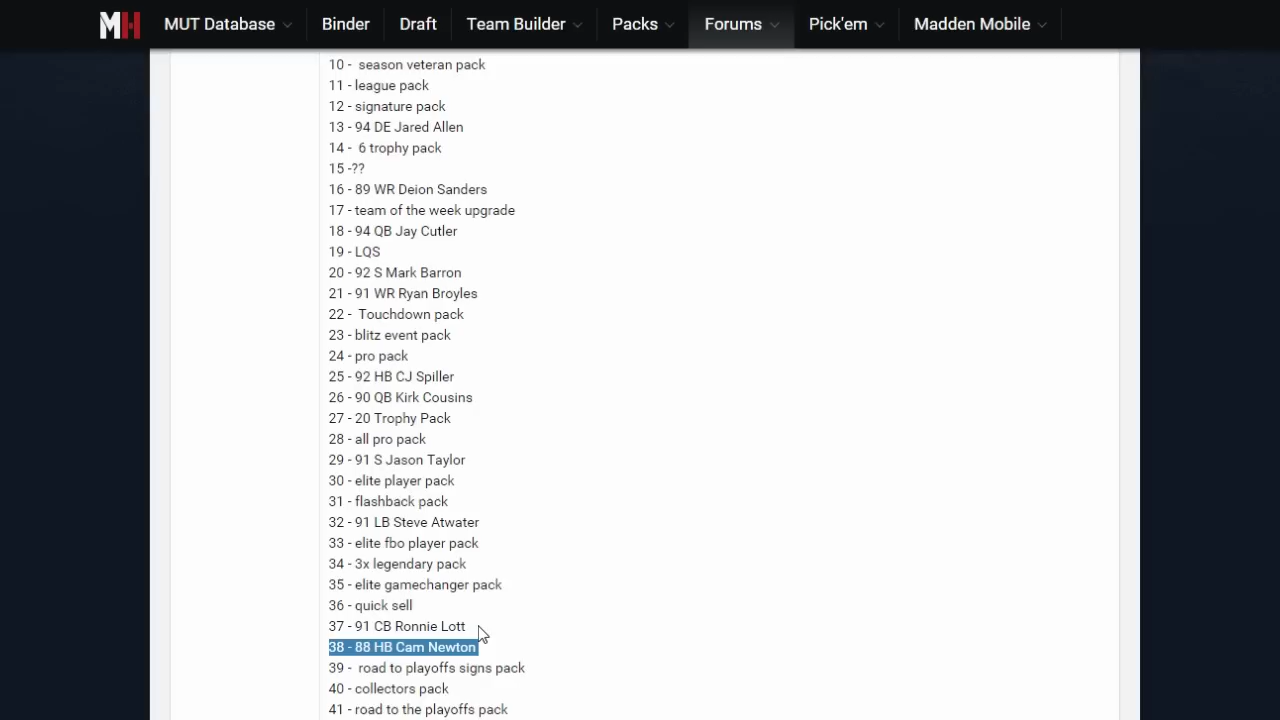 MH MUT Database Binder Draft Team Builder Packs Forums Pick'em Madden Mobile
10 - season veteran pack
11 - league pack
12 - signature pack
13 - 94 DE Jared Allen
14 - 6 trophy pack
15 -??
16 - 89 WR Deion Sanders
17 - team of the week upgrade
18 - 94 QB Jay Cutler
19 - LQS
20 - 92 S Mark Barron
21 - 91 WR Ryan Broyles
22 - Touchdown pack
23 - blitz event pack
24 - pro pack
25 - 92 HB CJ Spiller
26 - 90 QB Kirk Cousins
27 - 20 Trophy Pack
28 - all pro pack
29 - 91 S Jason Taylor
30 - elite player pack
31 - flashback pack
32 - 91 LB Steve Atwater
33 - elite fbo player pack
34 - 3x legendary pack
35 - elite gamechanger pack
36 - quick sell
37 - 91 CB Ronnie Lott
38 - 88 HB Cam Newton
39 - road to playoffs signs pack
40 - collectors pack
41 - road to the playoffs pack